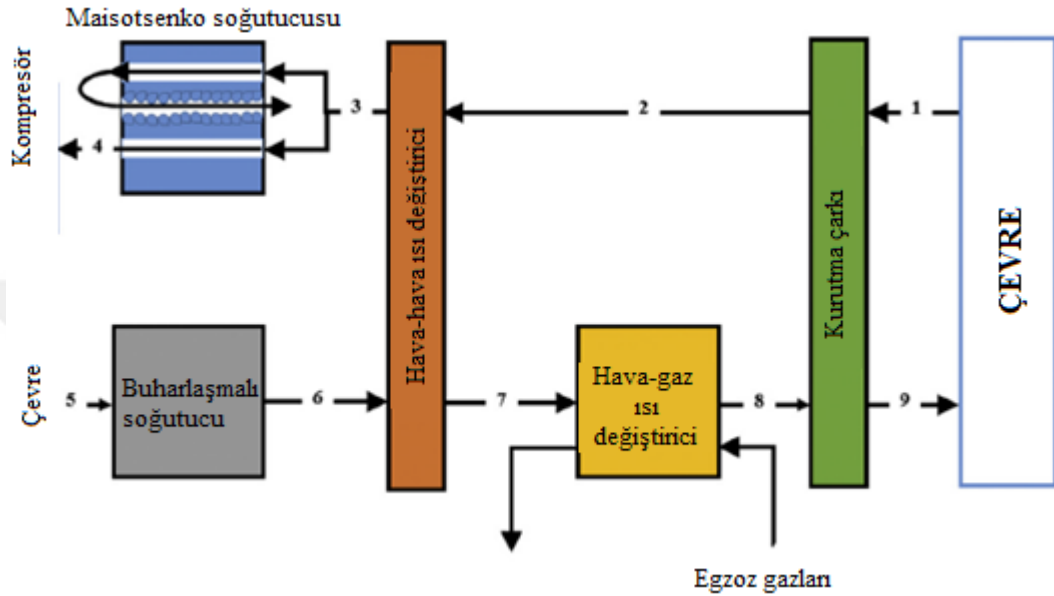 Maisotsenko soğutucusu
Kompresör
4
3
2
1
Hava-hava ısı değiştirici
Kurutma çarkı
ÇEVRE
Çevre
5
Buharlaşmalı
soğutucu
6
7
Hava-gaz
ısı
değiştirici
8
9
Egzoz gazları